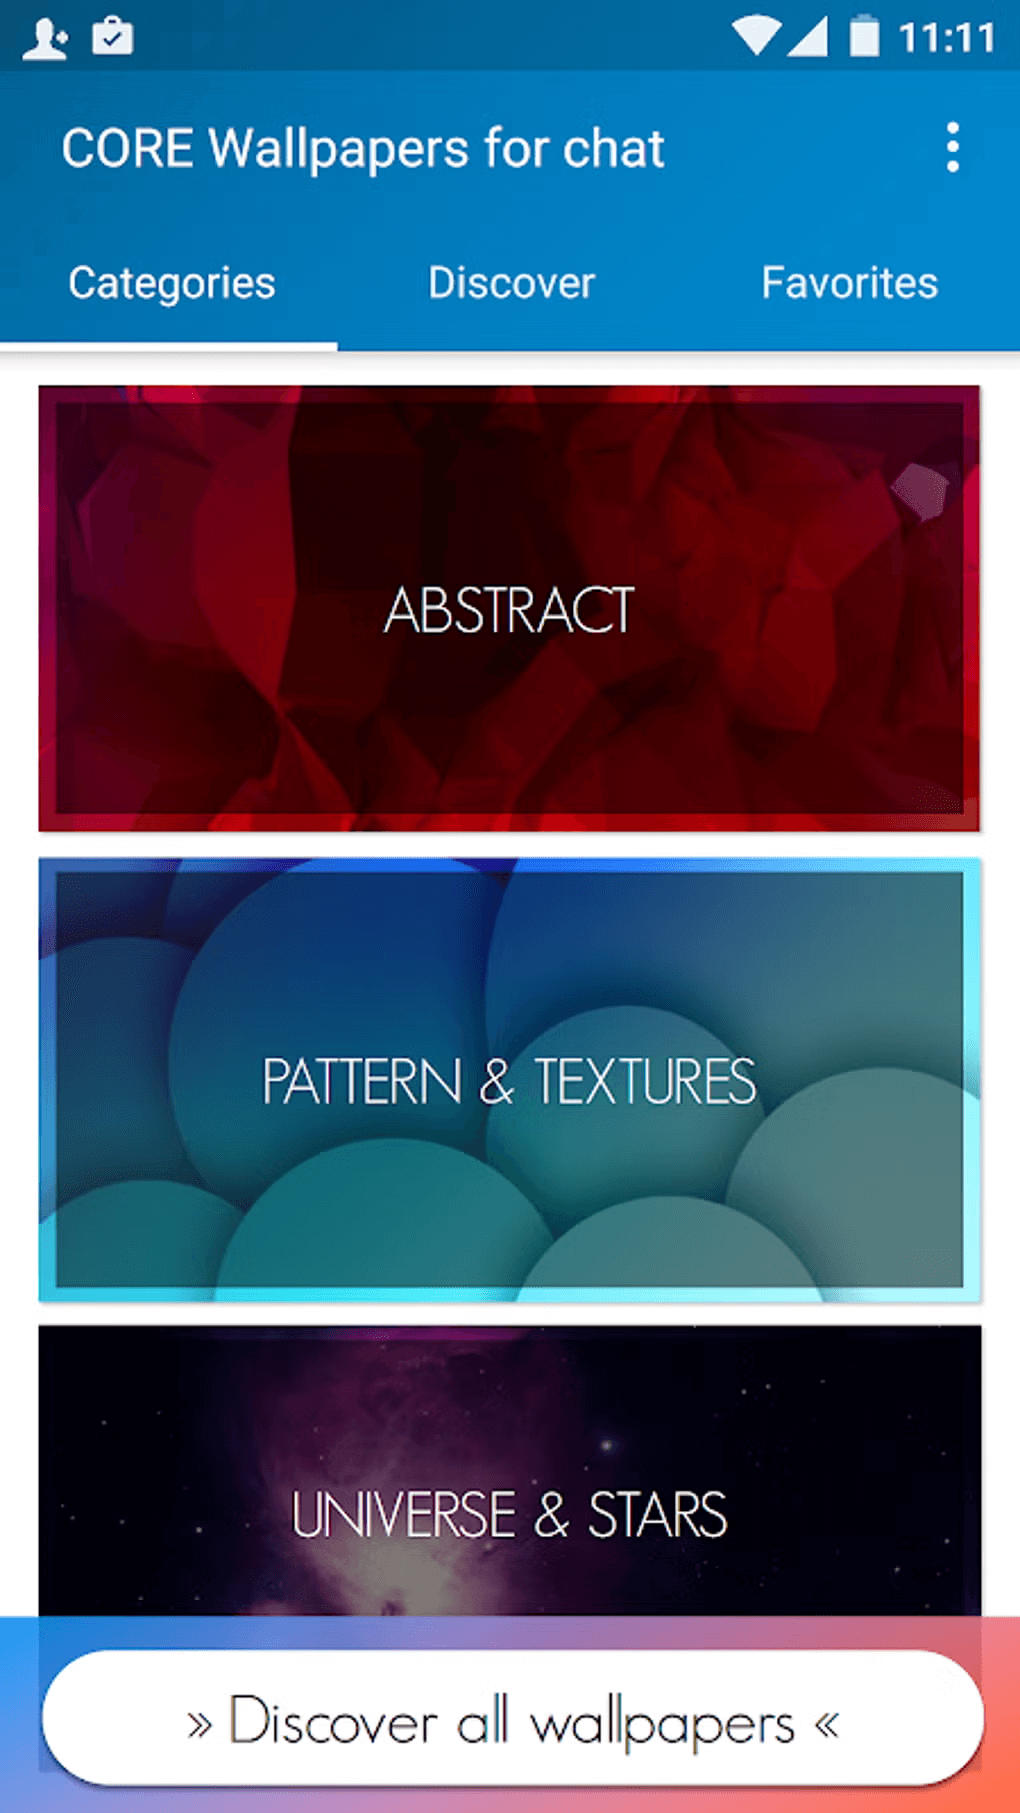 11:11
CORE Wallpapers for chat
Categories Discover Favorites
ABSTRACT
PATTERN & TEXTURES
UNIVERSE & STARS
» Discover all wallpapers «